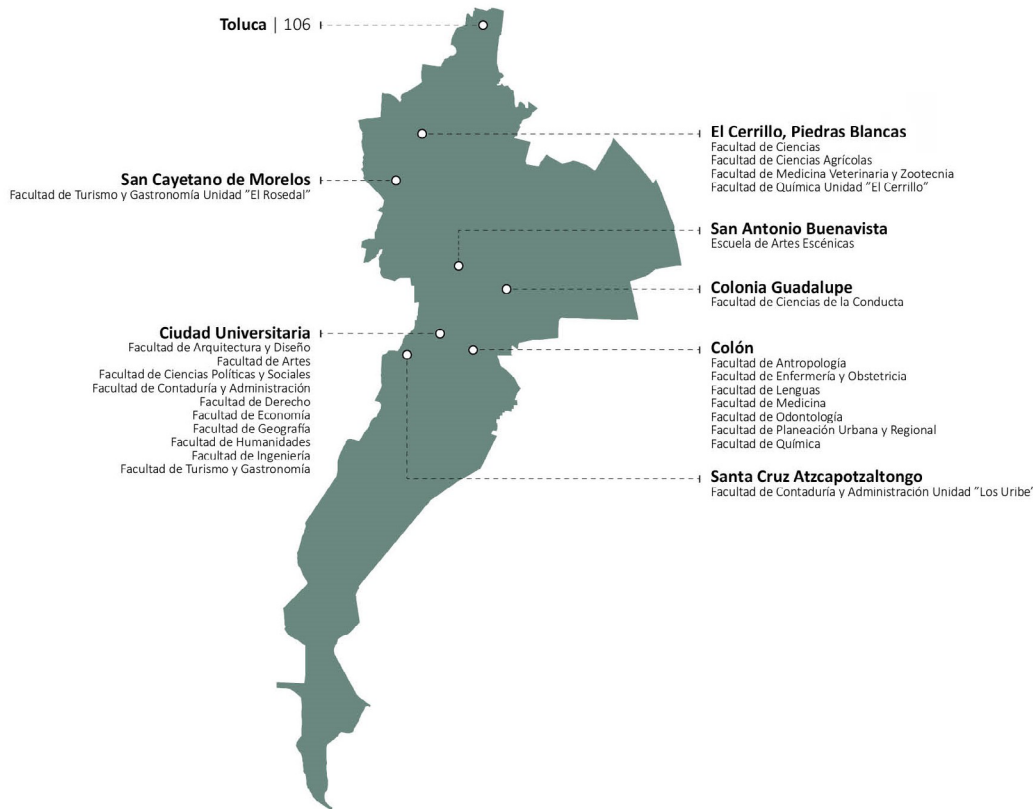 Toluca | 106
San Cayetano de Morelos
Facultad de Turismo y Gastronomía Unidad "El Rosedal"
Ciudad Universitaria
Facultad de Arquitectura y Diseño
Facultad de Artes
Facultad de Ciencias Políticas y Sociales
Facultad de Contaduría y Administración
Facultad de Derecho
Facultad de Economía
Facultad de Geografía
Facultad de Humanidades
Facultad de Ingeniería
Facultad de Turismo y Gastronomía
El Cerrillo, Piedras Blancas
Facultad de Ciencias
Facultad de Ciencias Agrícolas
Facultad de Medicina Veterinaria y Zootecnia
Facultad de Química Unidad "El Cerrillo"
San Antonio Buenavista
Escuela de Artes Escénicas
Colonia Guadalupe
Facultad de Ciencias de la Conducta
Colón
Facultad de Antropología
Facultad de Enfermería y Obstetricia
Facultad de Lenguas
Facultad de Medicina
Facultad de Odontología
Facultad de Planeación Urbana y Regional
Facultad de Química
Santa Cruz Atzcapotzaltongo
Facultad de Contaduría y Administración Unidad "Los Uribe"